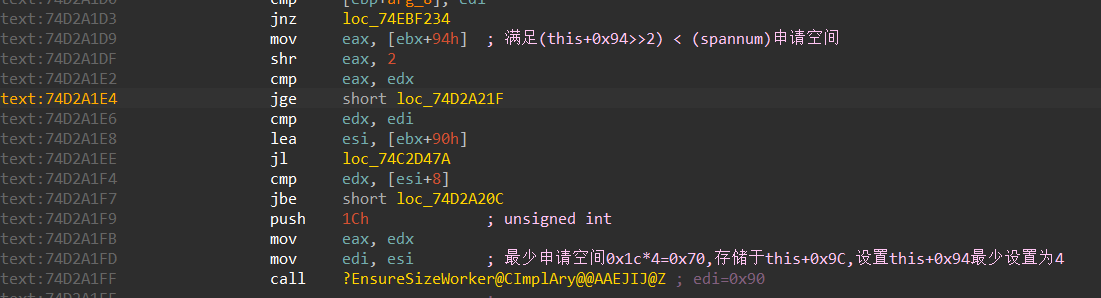 text:74D2A1D0 cmp [ebp+arg_8], edi
text:74D2A1D3 jnz loc_74EBF234
text:74D2A1D9 mov eax, [ebx+94h] ; 满足(this+0x94>>2) < (spannum)申请空间
text:74D2A1DF shr eax, 2
text:74D2A1E2 cmp eax, edx
text:74D2A1E4 jge short loc_74D2A21F
text:74D2A1E6 cmp edx, edi
text:74D2A1E8 lea esi, [ebx+90h]
text:74D2A1EE jl loc_74C2D47A
text:74D2A1F4 cmp edx, [esi+8]
text:74D2A1F7 jbe short loc_74D2A20C
text:74D2A1F9 push 1Ch ; unsigned int
text:74D2A1FB mov eax, edx
text:74D2A1FD mov edi, esi ; 最少申请空间0x1c*4=0x70,存储于this+0x9C,设置this+0x94最少设置为4
text:74D2A1FF call ?EnsureSizeWorker@CImplAry@@AAEJIJ@Z ; edi=0x90